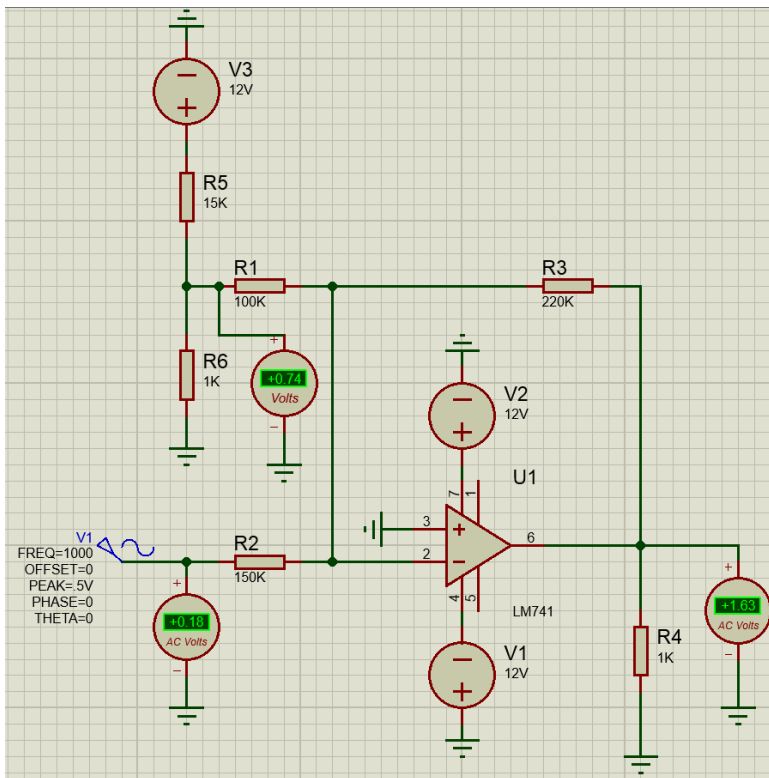 V3
12V
R5
15K
R1
100K
R3
220K
R6
1K
+
+0.74
Volts
V2
12V
U1
7
1
3
6
2
4
5
LM741
V1
FREQ=1000
OFFSET=0
PEAK=.5V
PHASE=0
THETA=0
R2
150K
+
+0.18
AC Volts
V1
12V
R4
1K
+
+1.63
AC Volts